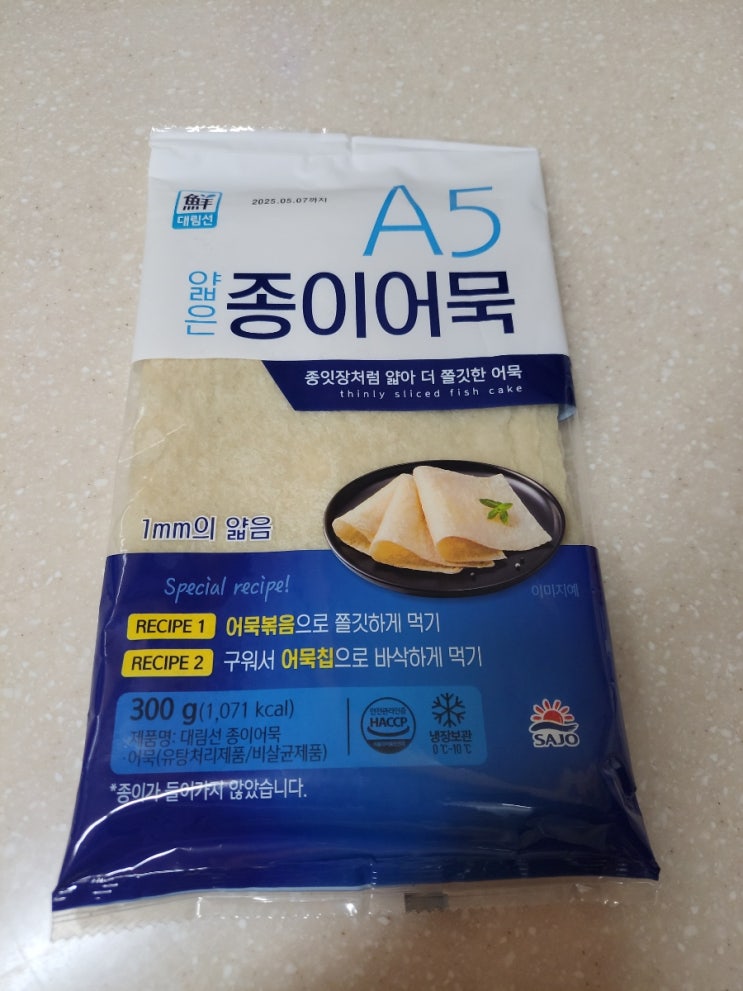 鮮
대림선
2025.05.07까지
A5
얇은 종이어묵
종잇장처럼 얇아 더 쫄깃한 어묵
thinly sliced fish cake
1mm의 얇음
이미지예
Special recipe!
RECIPE 1 어묵볶음으로 쫄깃하게 먹기
RECIPE 2 구워서 어묵칩으로 바삭하게 먹기
300 g(1,071 kcal)
·제품명: 대림선 종이어묵
·어묵(유탕처리제품/비살균제품)
*종이가 들어가지 않았습니다.
안전관리인증
HACCP
냉장보관
0℃-10℃
SAJO